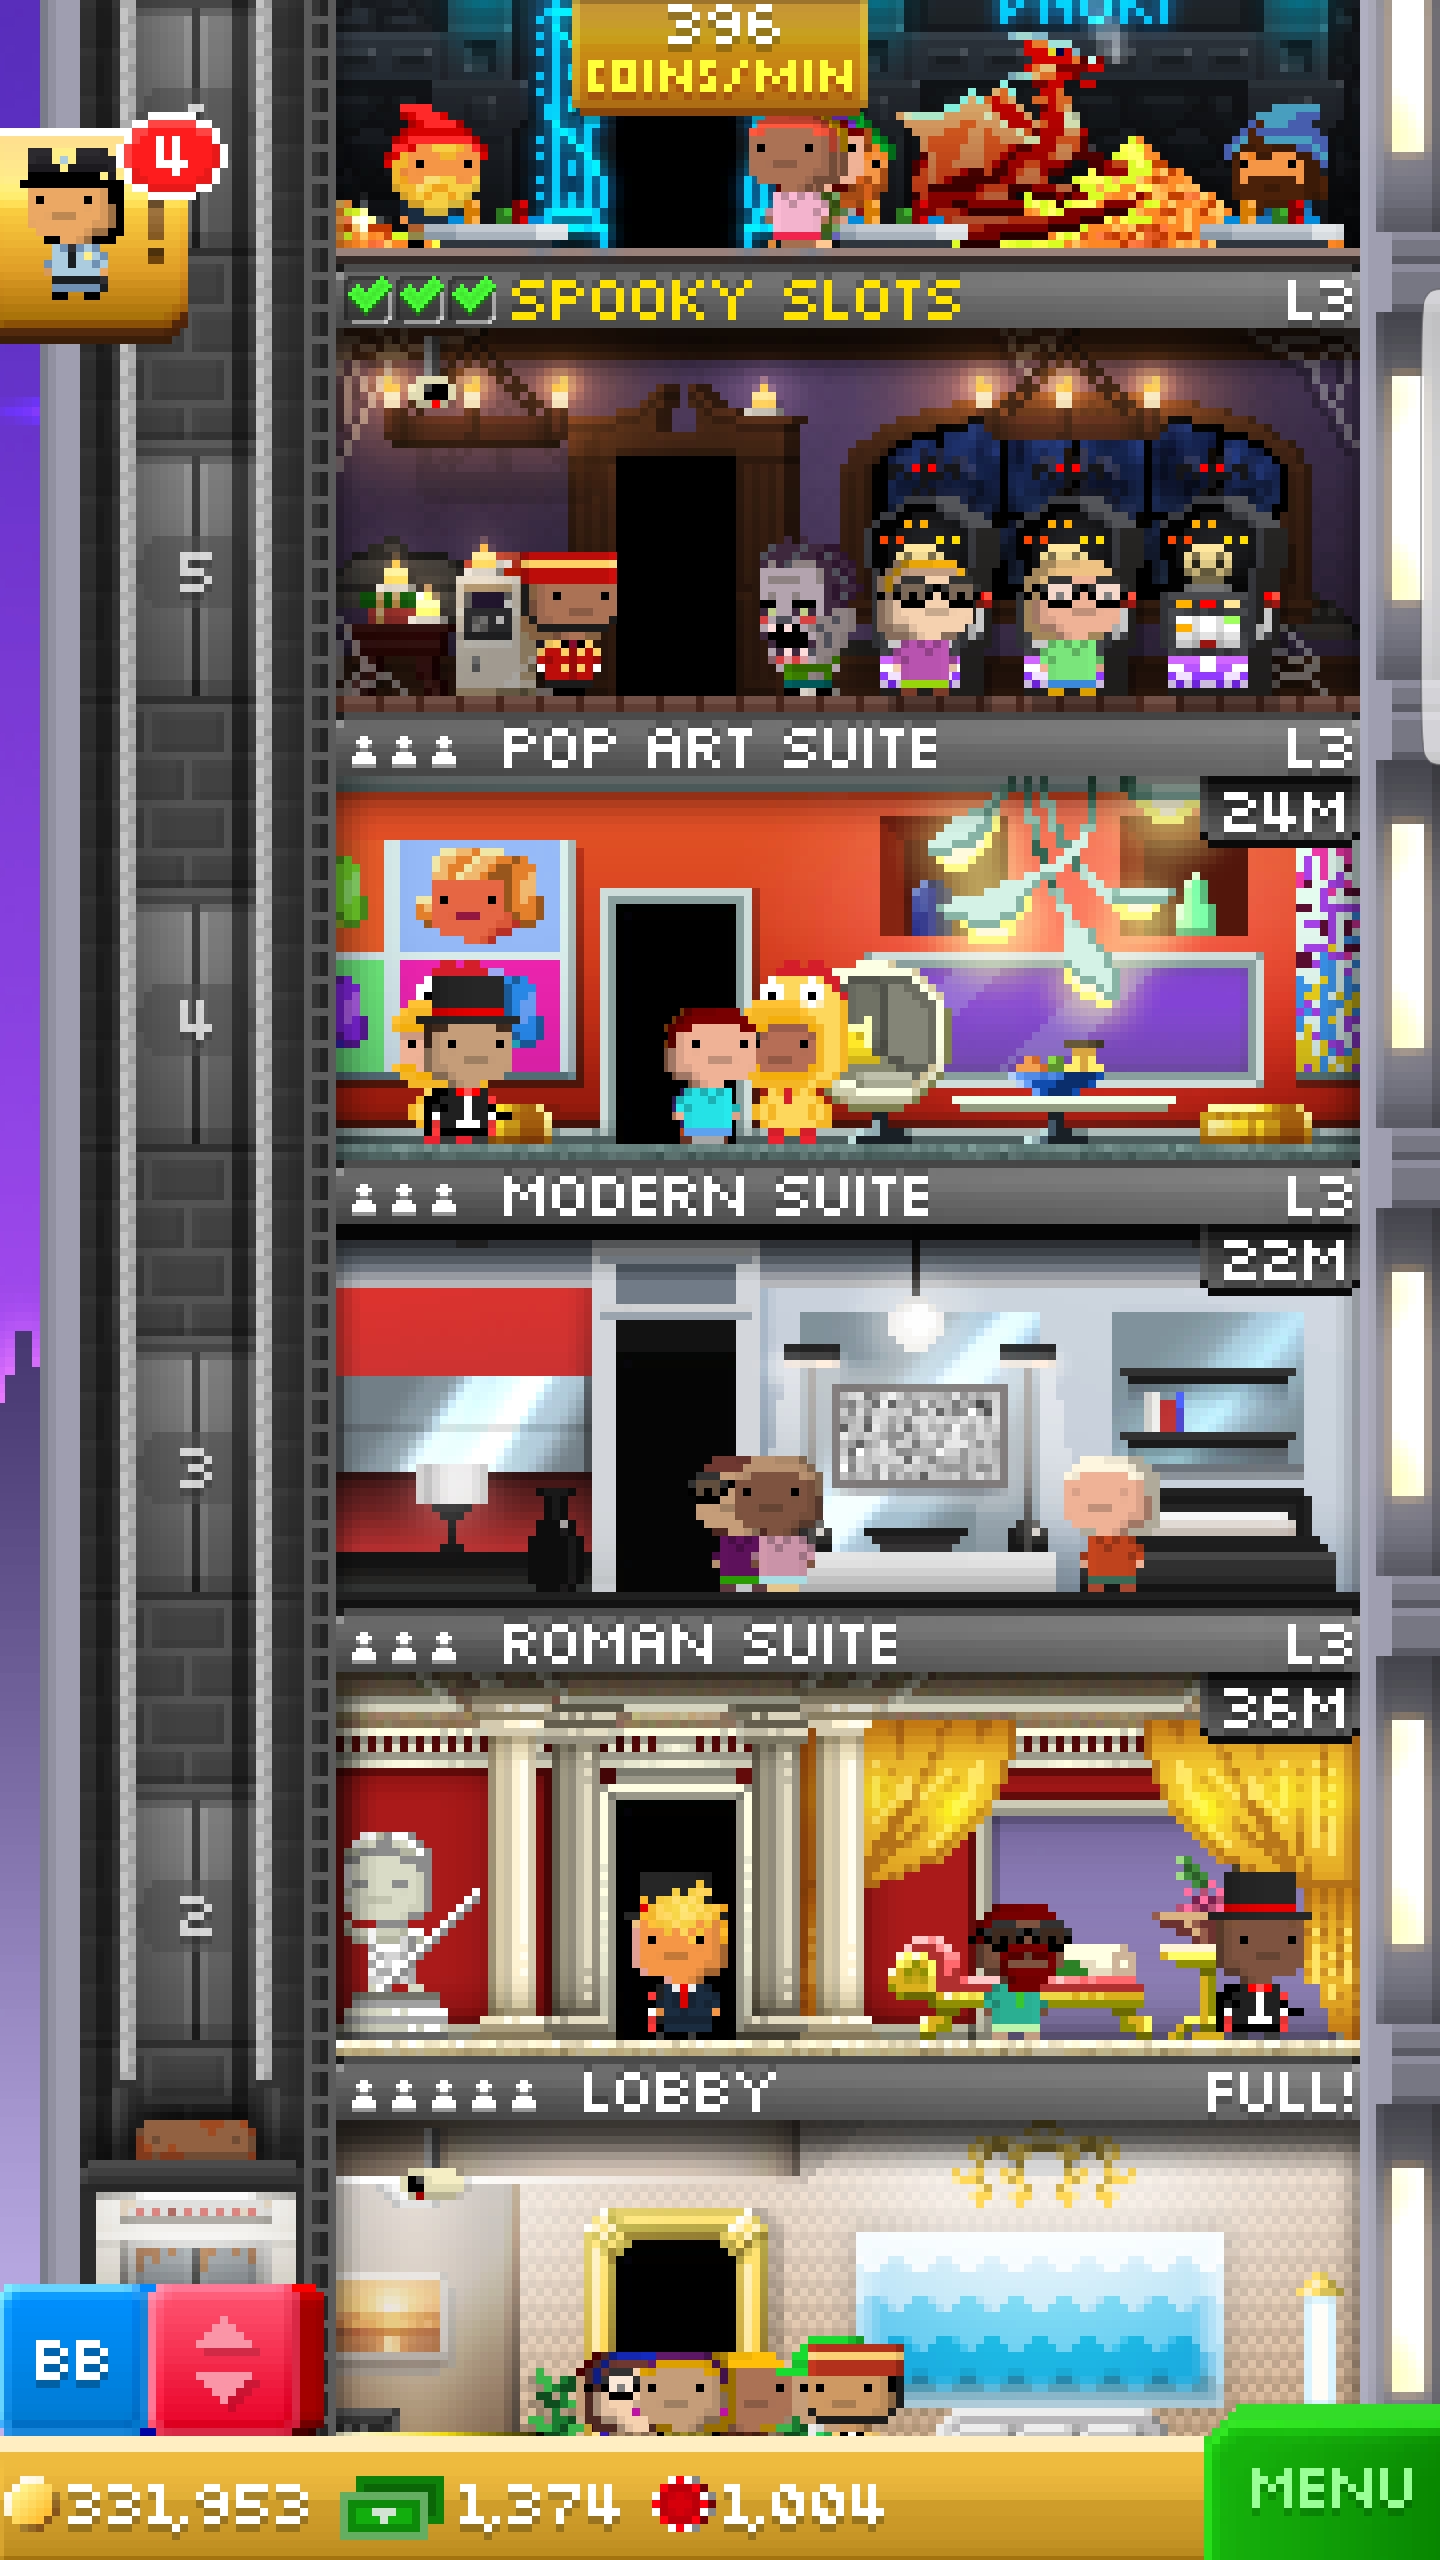 396
COINS/MIN
4
SPOOKY SLOTS L3
5
POP ART SUITE L3
24M
4
MODERN SUITE L3
22M
3
ROMAN SUITE L3
36M
2
LOBBY FULL!
BB
331,953 1,374 1,004
MENU